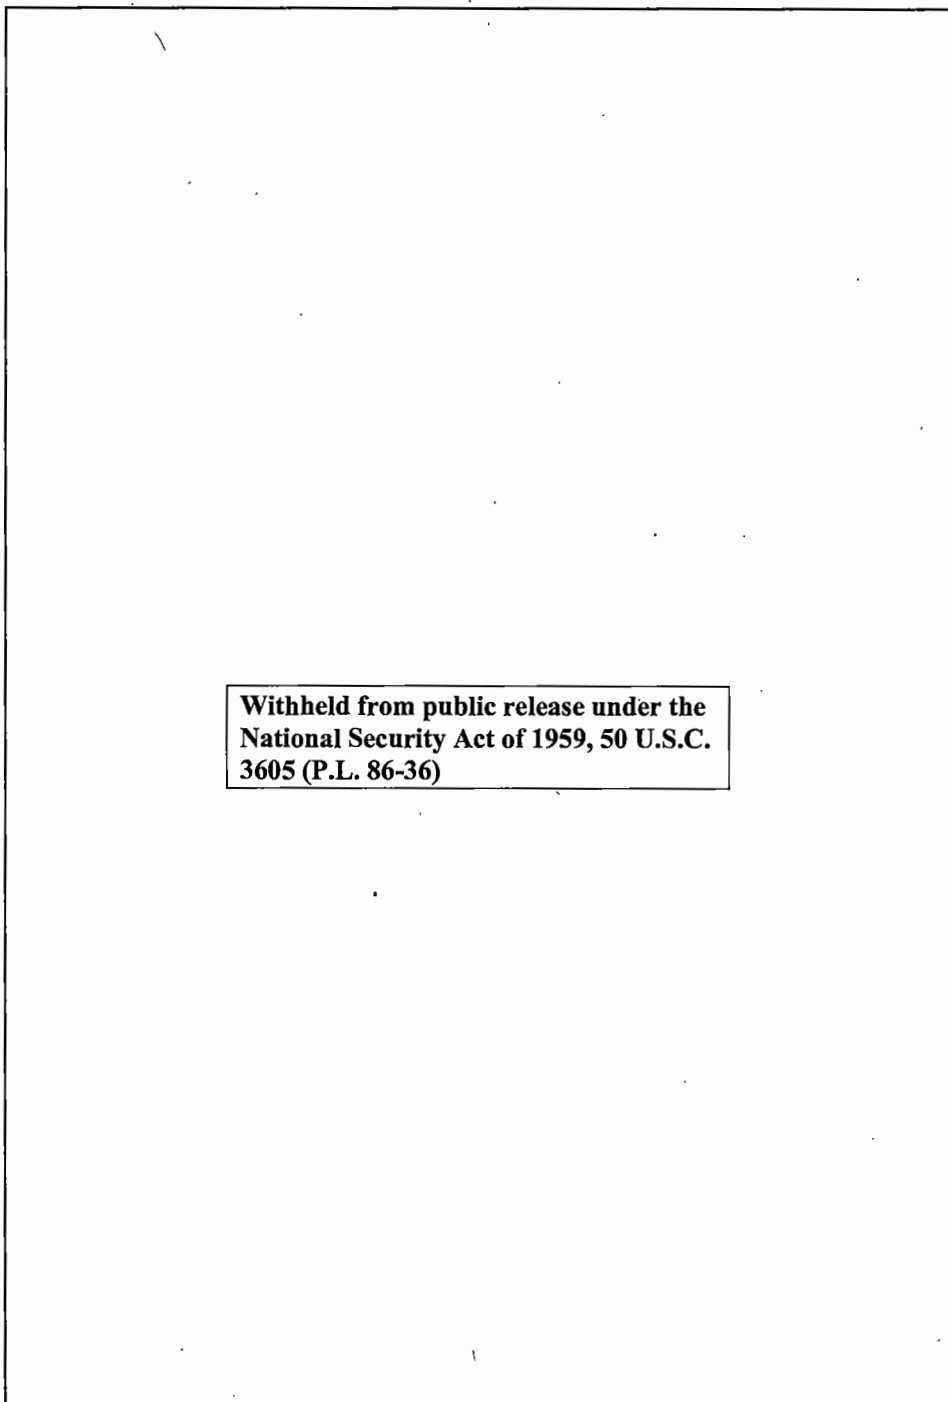 Withheld from public release under the
National Security Act of 1959, 50 U.S.C.
3605 (P.L. 86-36)